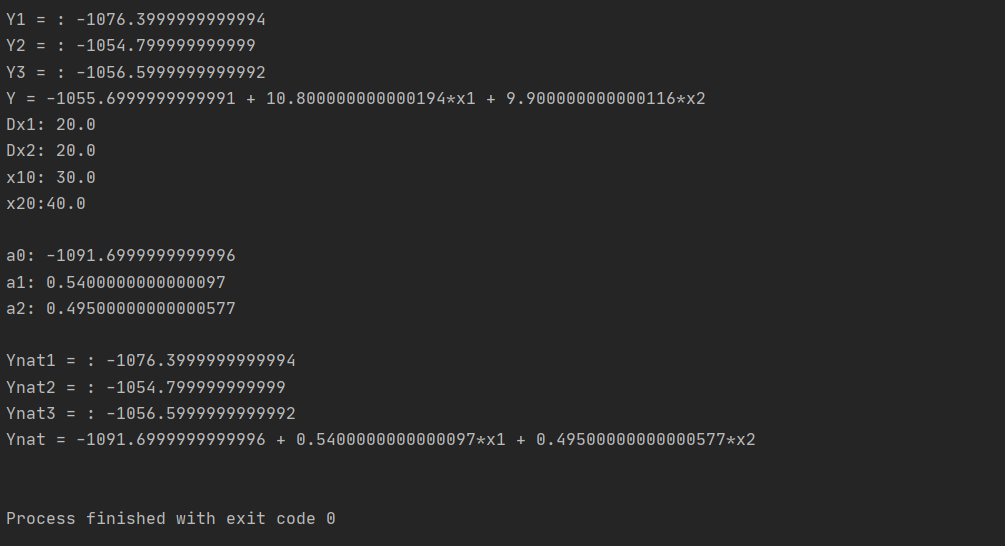 Y1 = : -1076.3999999999994
Y2 = : -1054.799999999999
Y3 = : -1056.5999999999992
Y = -1055.6999999999991 + 10.800000000000194*x1 + 9.900000000000116*x2
Dx1: 20.0
Dx2: 20.0
x10: 30.0
x20:40.0
a0: -1091.6999999999996
a1: 0.5400000000000097
a2: 0.49500000000000577
Ynat1 = : -1076.3999999999994
Ynat2 = : -1054.799999999999
Ynat3 = : -1056.5999999999992
Ynat = -1091.6999999999996 + 0.5400000000000097*x1 + 0.49500000000000577*x2
Process finished with exit code 0